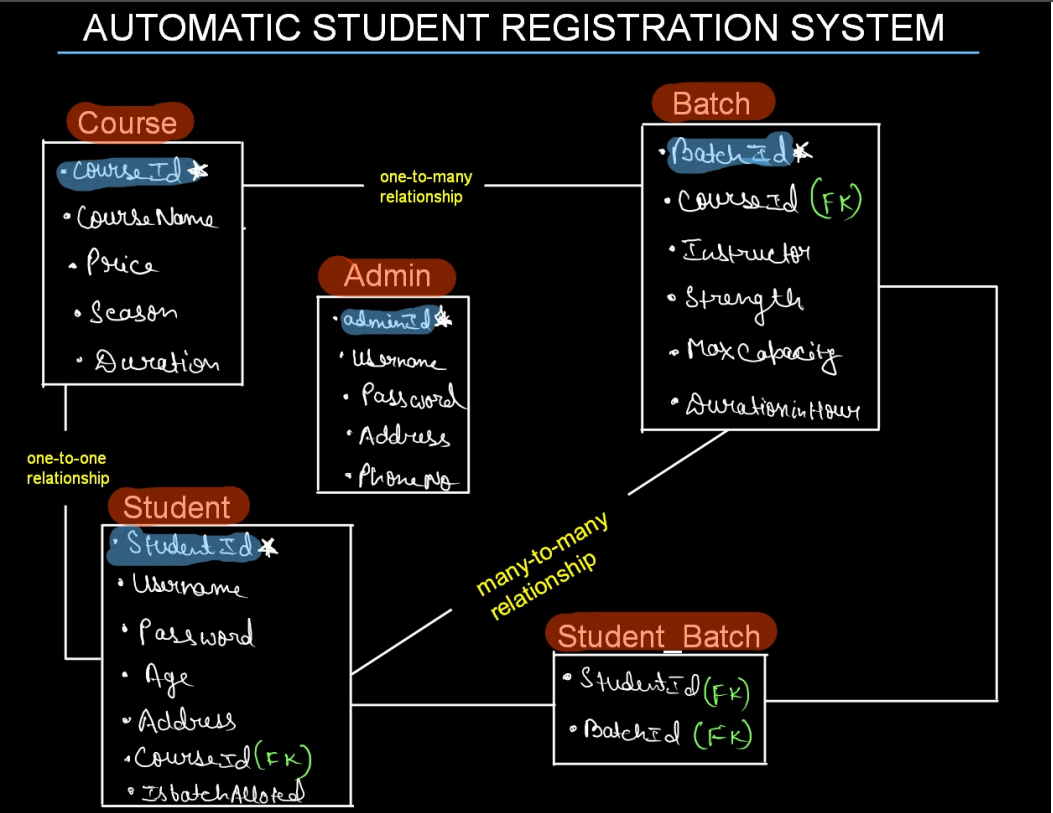 AUTOMATIC STUDENT REGISTRATION SYSTEM
Course
• CourseId*
• CourseName
• Price
• Season
• Duration
one-to-many
relationship
Batch
• BatchId*
• CourseId (FK)
• Instructor
• Strength
• MaxCapacity
• DurationinHour
Admin
• adminId*
• Username
• Password
• Address
• PhoneNo
one-to-one
relationship
Student
• StudentId*
• Username
• Password
• Age
• Address
• CourseId (FK)
• IsbatchAlloted
many-to-many
relationship
Student_Batch
• StudentId (FK)
• BatchId (FK)